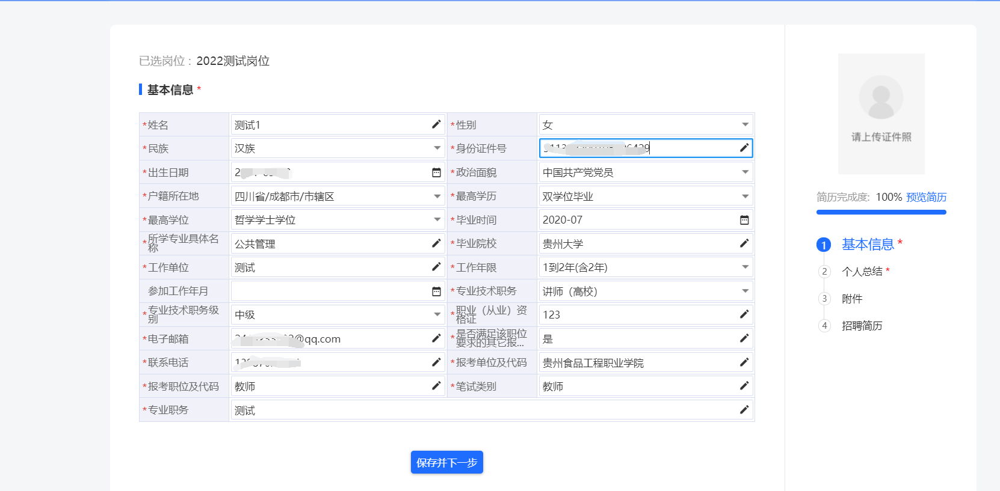 已选岗位： 2022测试岗位
基本信息 *
*姓名 测试1 *性别 女
*民族 汉族 *身份证件号
*出生日期 *政治面貌 中国共产党党员
*户籍所在地 四川省/成都市/市辖区 *最高学历 双学位毕业
*最高学位 哲学学士学位 *毕业时间 2020-07
*所学专业具体名
称 公共管理 *毕业院校 贵州大学
*工作单位 测试 *工作年限 1到2年(含2年)
参加工作年月 *专业技术职务 讲师（高校）
*专业技术职务级
别 中级 *职业（从业）资
格证 123
*电子邮箱 @qq.com *是否满足该职位
要求的其它报... 是
*联系电话 *报考单位及代码 贵州食品工程职业学院
*报考职位及代码 教师 *笔试类别 教师
*专业职务 测试
保存并下一步
请上传证件照
简历完成度: 100% 预览简历
1 基本信息 *
2 个人总结 *
3 附件
4 招聘简历